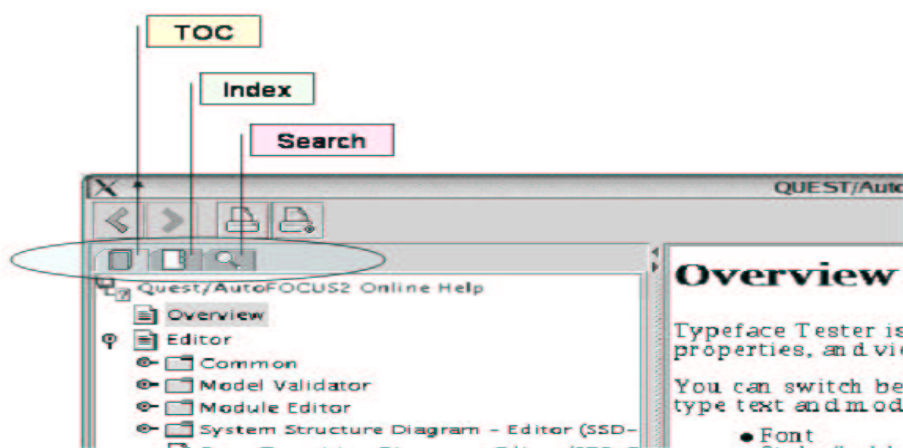 TOC
Index
Search
QUEST/Auto
Quest/AutoFOCUS2 Online Help
Overview
Editor
Common
Model Validator
Module Editor
System Structure Diagram - Editor (SSD-
Overview
Typeface Tester is
properties, and vie
You can switch be
type text and mod
Font